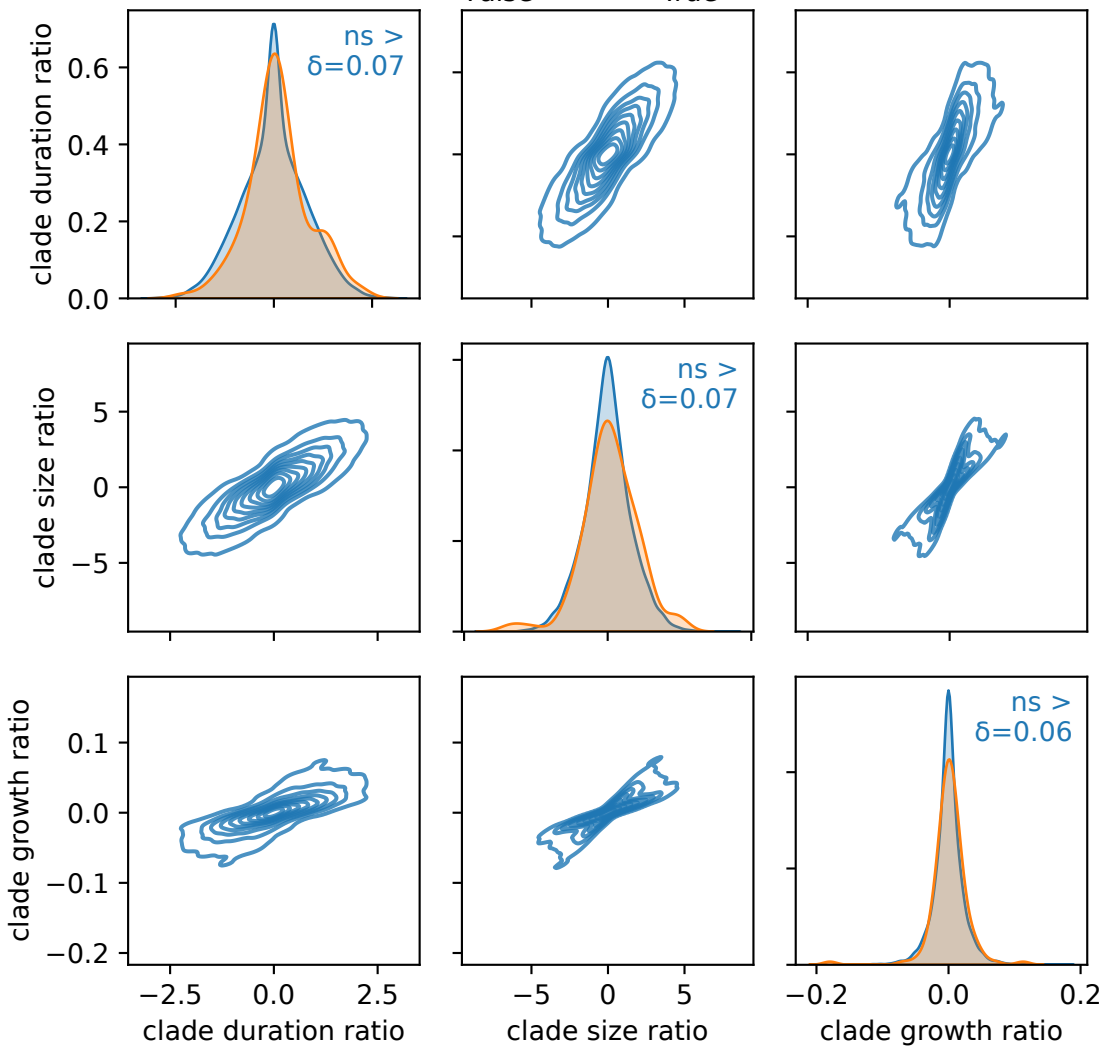 clade duration ratio
0.6
0.4
0.2
0.0
ns >
δ=0.07
clade size ratio
5
0
−5
ns >
δ=0.07
clade growth ratio
0.1
0.0
−0.1
−0.2
ns >
δ=0.06
−2.5 0.0 2.5
−5 0 5
−0.2 0.0 0.2
clade duration ratio
clade size ratio
clade growth ratio